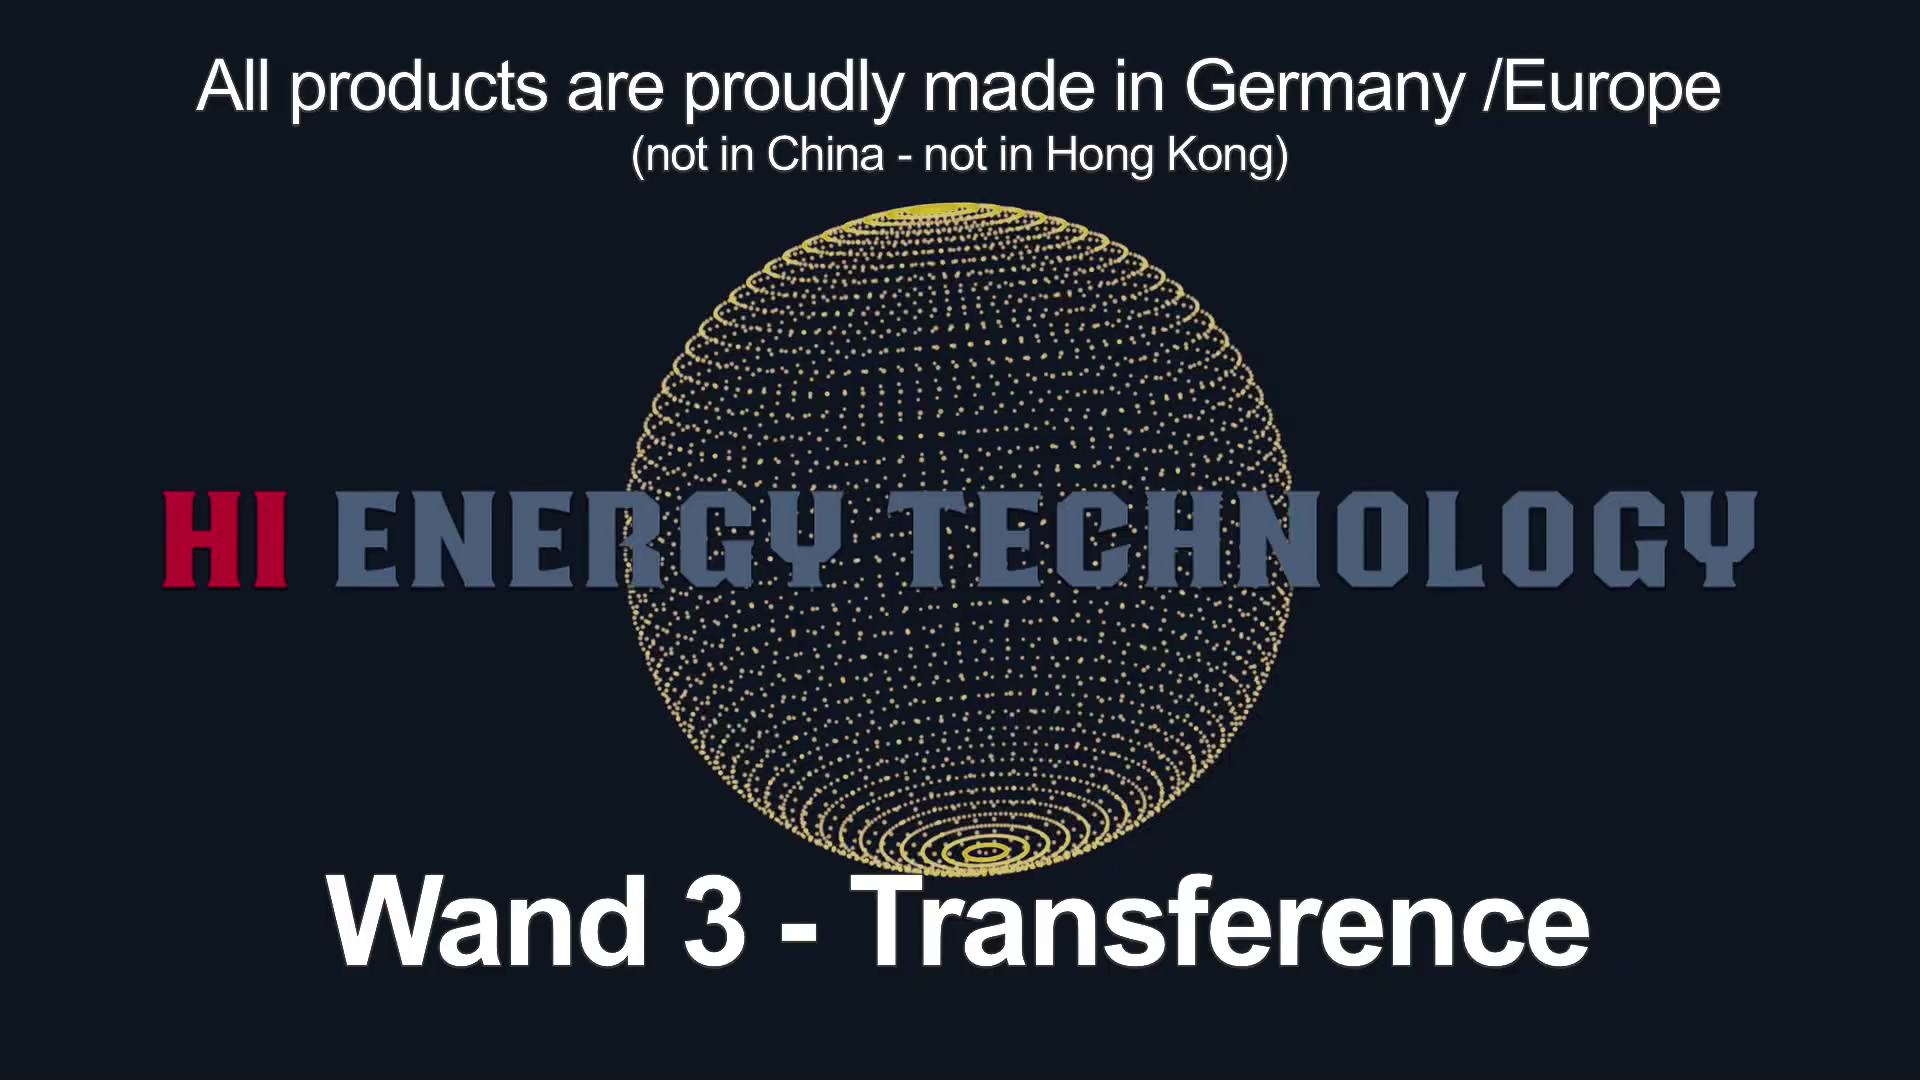 All products are proudly made in Germany /Europe
(not in China - not in Hong Kong)
HI ENERGY TECHNOLOGY
Wand 3 - Transference